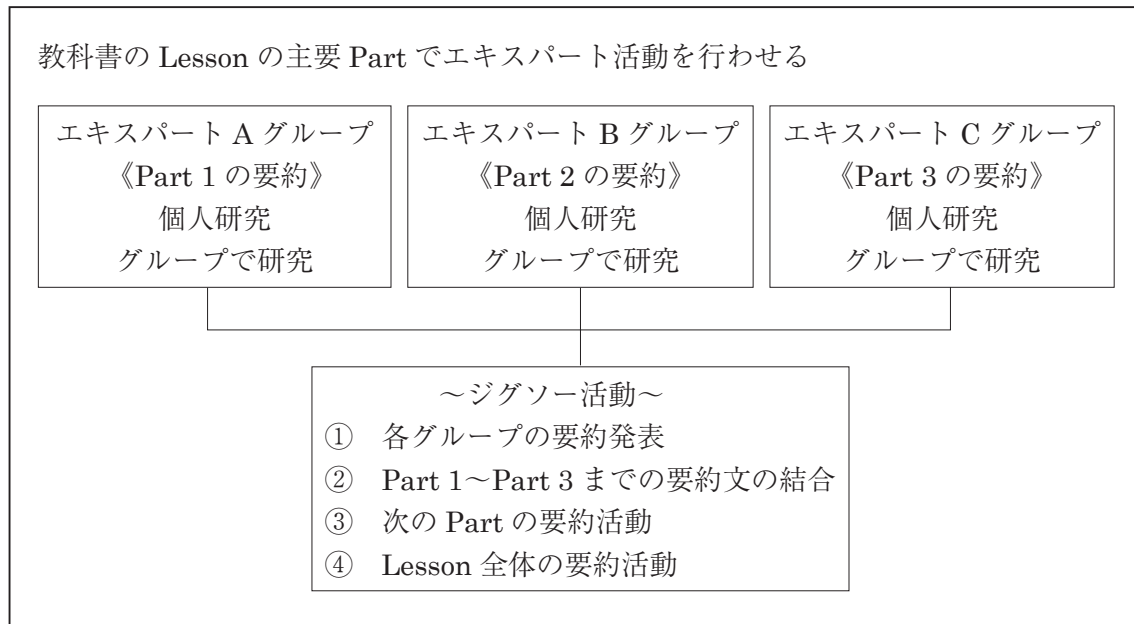 教科書の Lesson の主要 Part でエキスパート活動を行わせる
エキスパート A グループ
《Part 1 の要約》
個人研究
グループで研究
エキスパート B グループ
《Part 2 の要約》
個人研究
グループで研究
エキスパート C グループ
《Part 3 の要約》
個人研究
グループで研究
～ジグソー活動～
① 各グループの要約発表
② Part 1～Part 3 までの要約文の結合
③ 次の Part の要約活動
④ Lesson 全体の要約活動